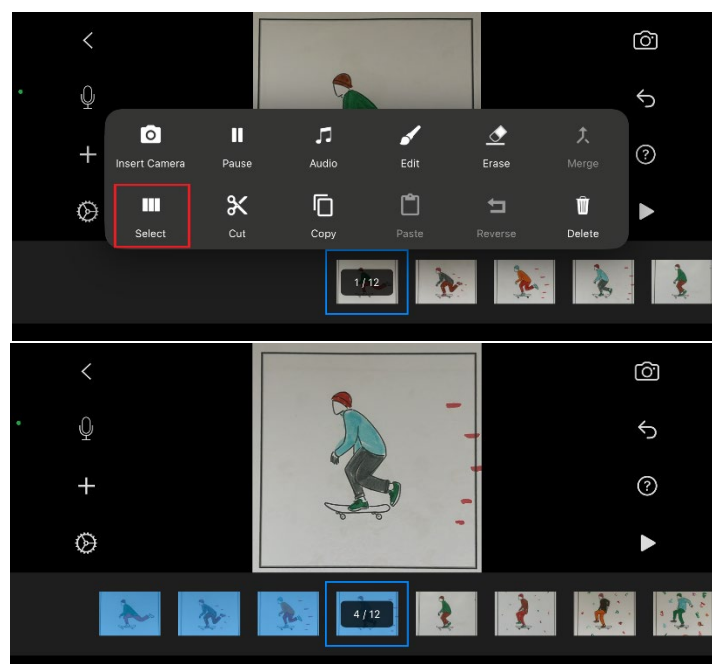 Insert Camera Pause Audio Edit Erase Merge
Select Cut Copy Paste Reverse Delete
1 / 12
4 / 12